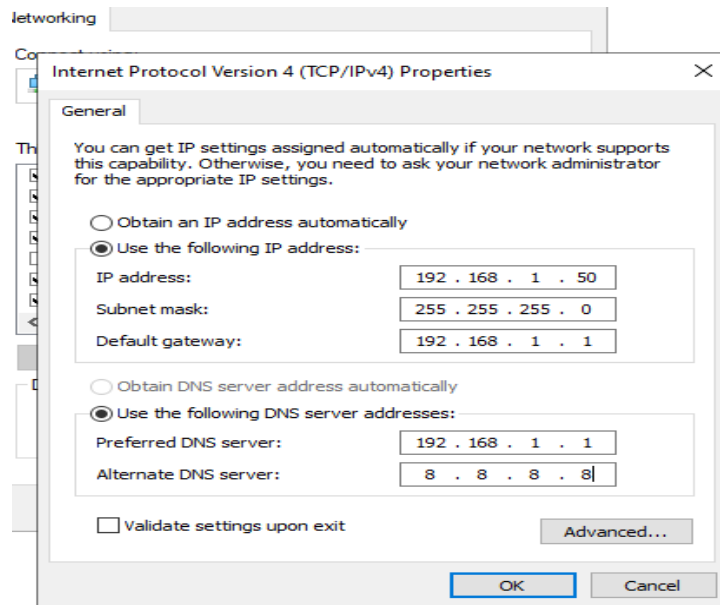 Networking
Internet Protocol Version 4 (TCP/IPv4) Properties
General
You can get IP settings assigned automatically if your network supports
this capability. Otherwise, you need to ask your network administrator
for the appropriate IP settings.
Obtain an IP address automatically
Use the following IP address:
IP address: 192 . 168 . 1 . 50
Subnet mask: 255 . 255 . 255 . 0
Default gateway: 192 . 168 . 1 . 1
Obtain DNS server address automatically
Use the following DNS server addresses:
Preferred DNS server: 192 . 168 . 1 . 1
Alternate DNS server: 8 . 8 . 8 . 8
Validate settings upon exit
Advanced...
OK Cancel